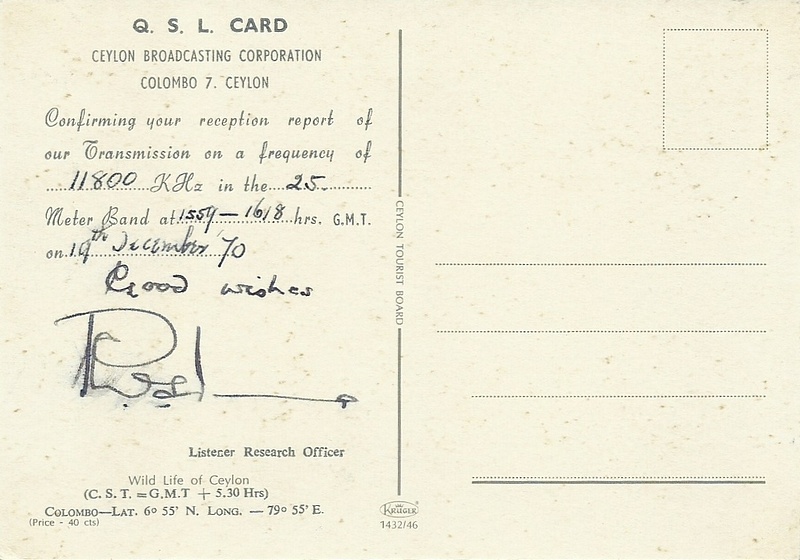 Q. S. L. CARD
CEYLON BROADCASTING CORPORATION
COLOMBO 7. CEYLON
Confirming your reception report of
our Transmission on a frequency of
11800 KHz in the 25
Meter Band at 1559 — 1618 hrs. G.M.T.
on 19th December '70
Good wishes
Listener Research Officer
Wild Life of Ceylon
(C. S. T. = G.M.T + 5.30 Hrs)
COLOMBO—LAT. 6º 55' N. LONG. — 79º 55' E.
(Price - 40 cts)
CEYLON TOURIST BOARD
KRÜGER
1432/46